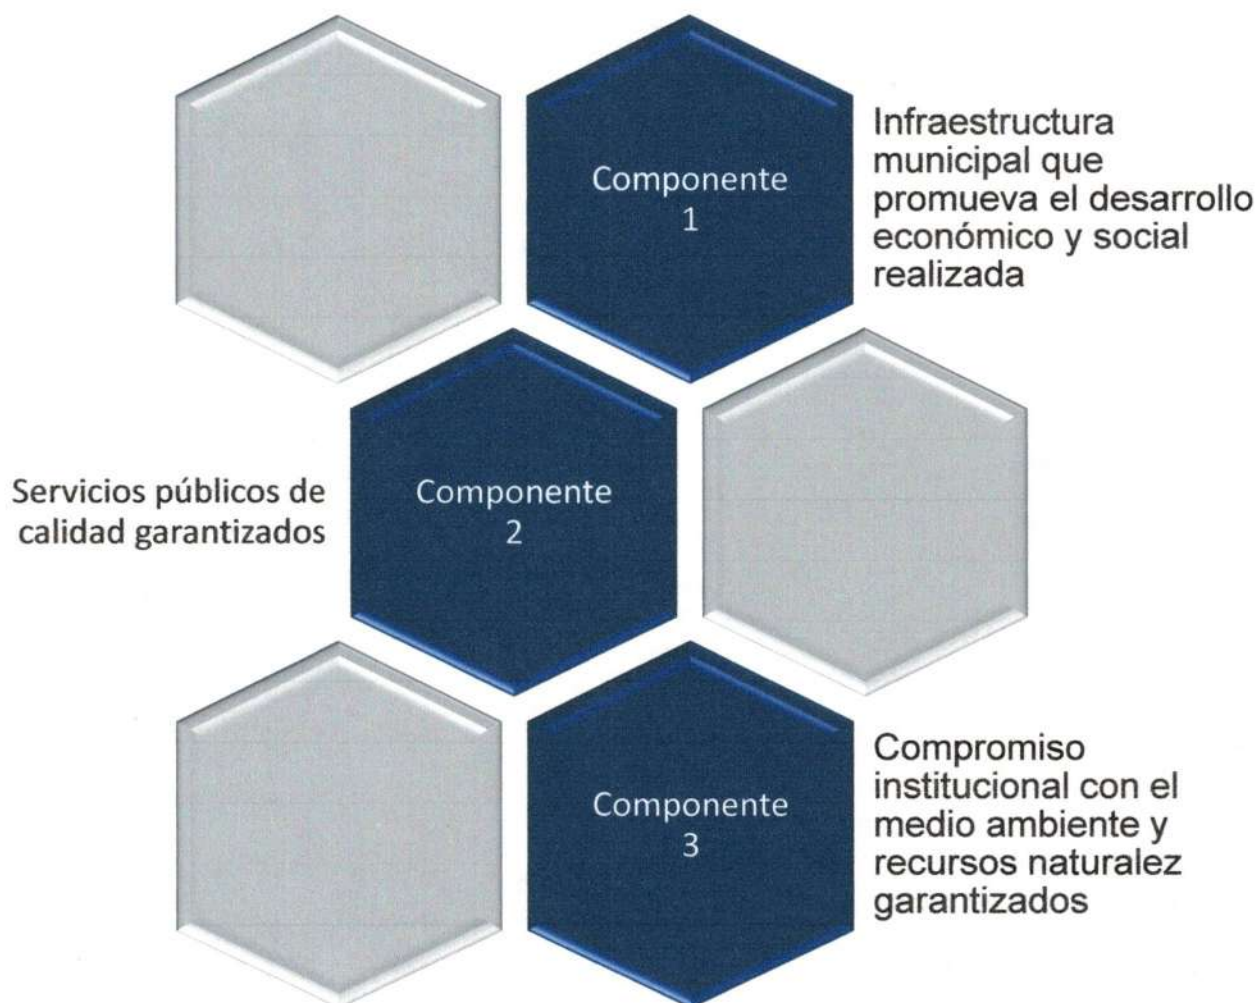 Componente
1
Infraestructura
municipal que
promueva el desarrollo
económico y social
realizada
Servicios públicos de
calidad garantizados
Componente
2
Componente
3
Compromiso
institucional con el
medio ambiente y
recursos naturalez
garantizados